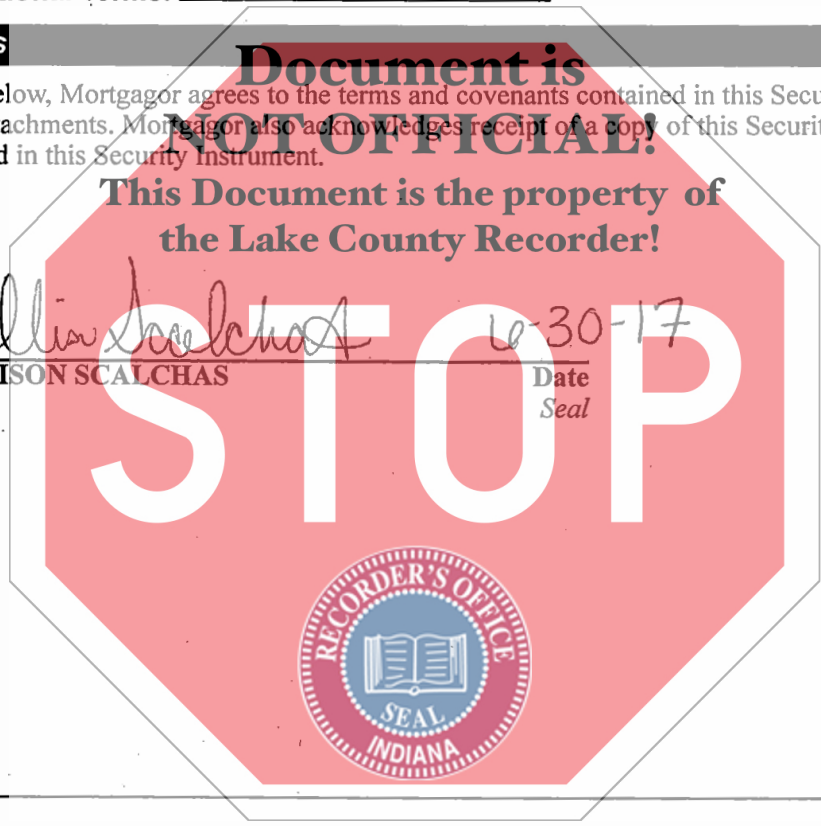 Document is
elow, Mortgagor agrees to the terms and covenants contained in this Secu
achments. Mortgagor also acknowledges receipt of a copy of this Securit
d in this Security Instrument.
NOT OFFICIAL!
This Document is the property of
the Lake County Recorder!
llison Scalchas 6-30-17
ISON SCALCHAS Date
Seal
STOP
RECORDER'S OFFICE
SEAL
INDIANA